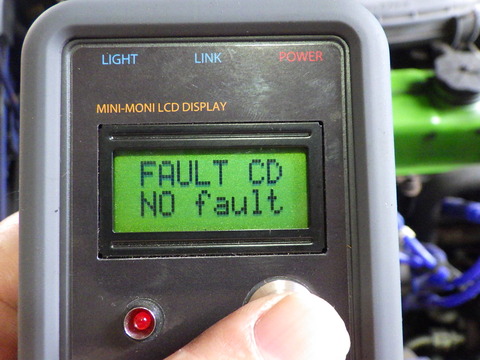 LIGHT LINK POWER
MINI-MONI LCD DISPLAY
FAULT CD
NO fault